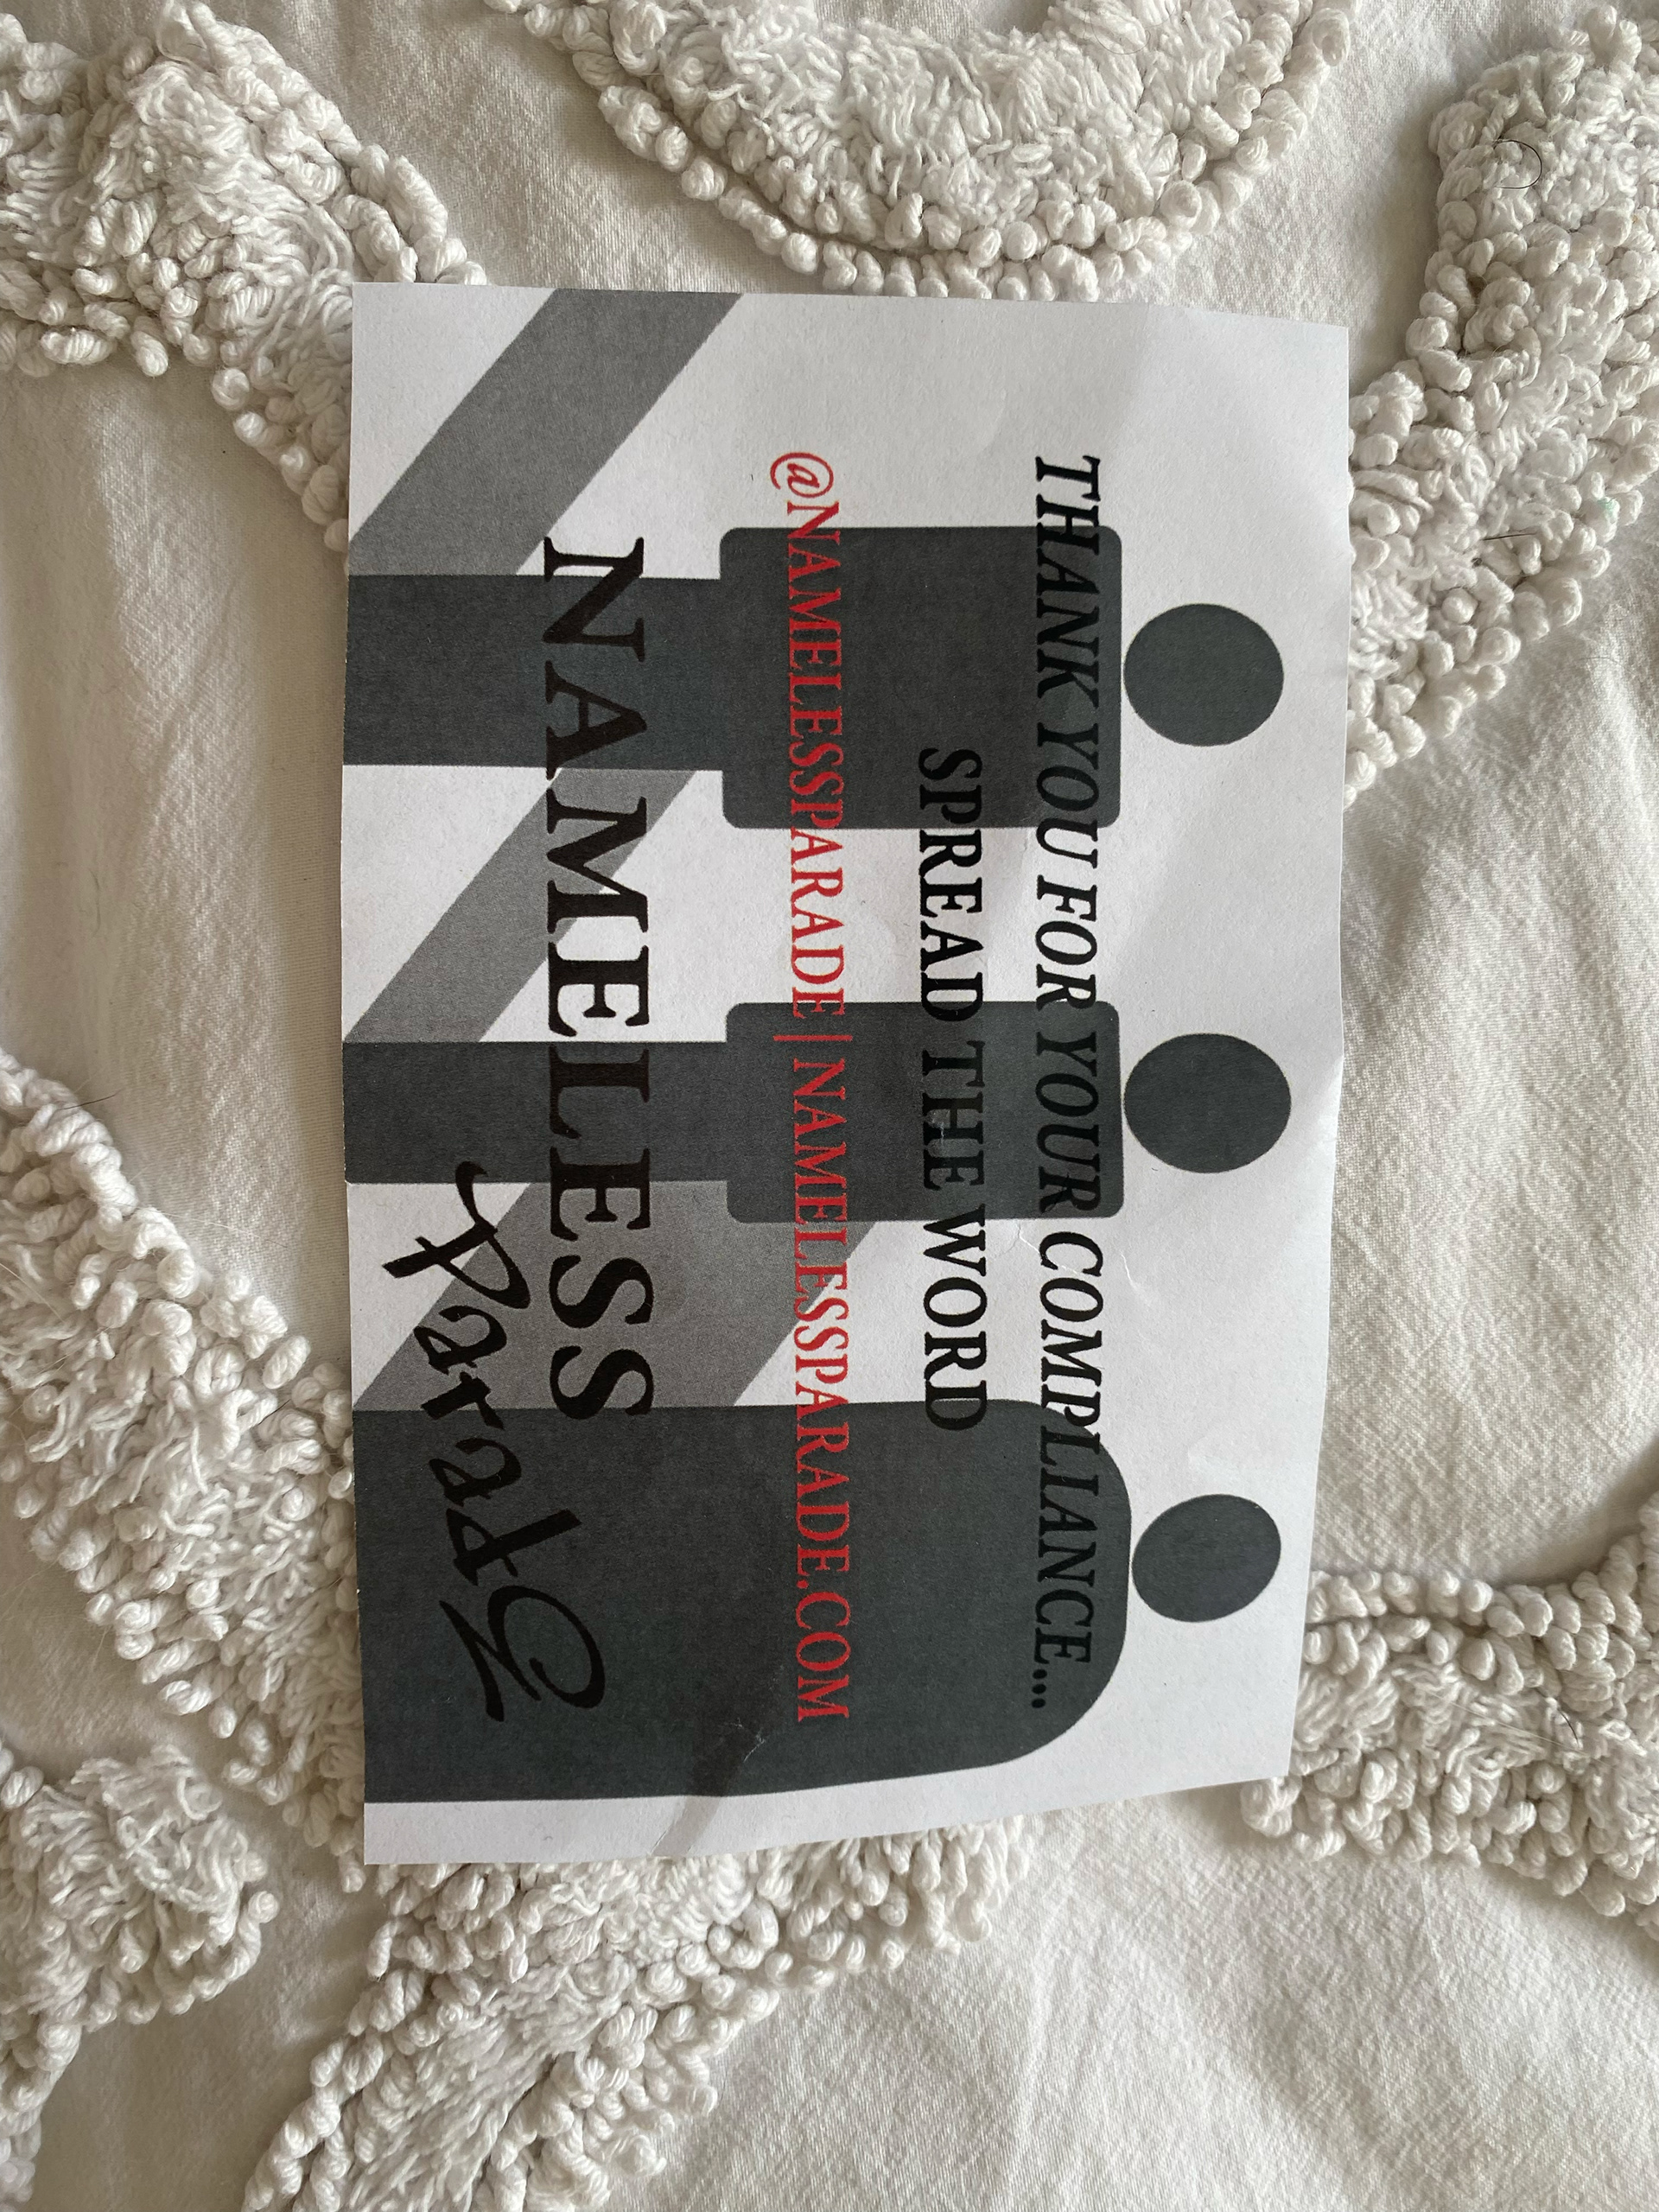 THANK YOU FOR YOUR COMPLIANCE...
SPREAD THE WORD
@NAMELESSPARADE | NAMELESSPARADE.COM
NAMELESS
Parade